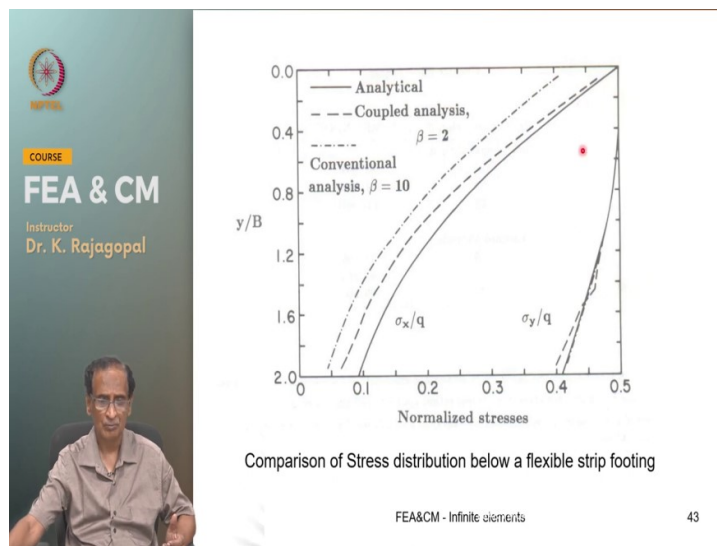 NPTEL
COURSE
FEA & CM
Instructor
Dr. K. Rajagopal
Analytical
Coupled analysis,
β = 2
Conventional
analysis, β = 10
y/B
0.0
0.4
0.8
1.2
1.6
2.0
σx/q
σy/q
0
0.1
0.2
0.3
0.4
0.5
Normalized stresses
Comparison of Stress distribution below a flexible strip footing
FEA&CM - Infinite elements
43